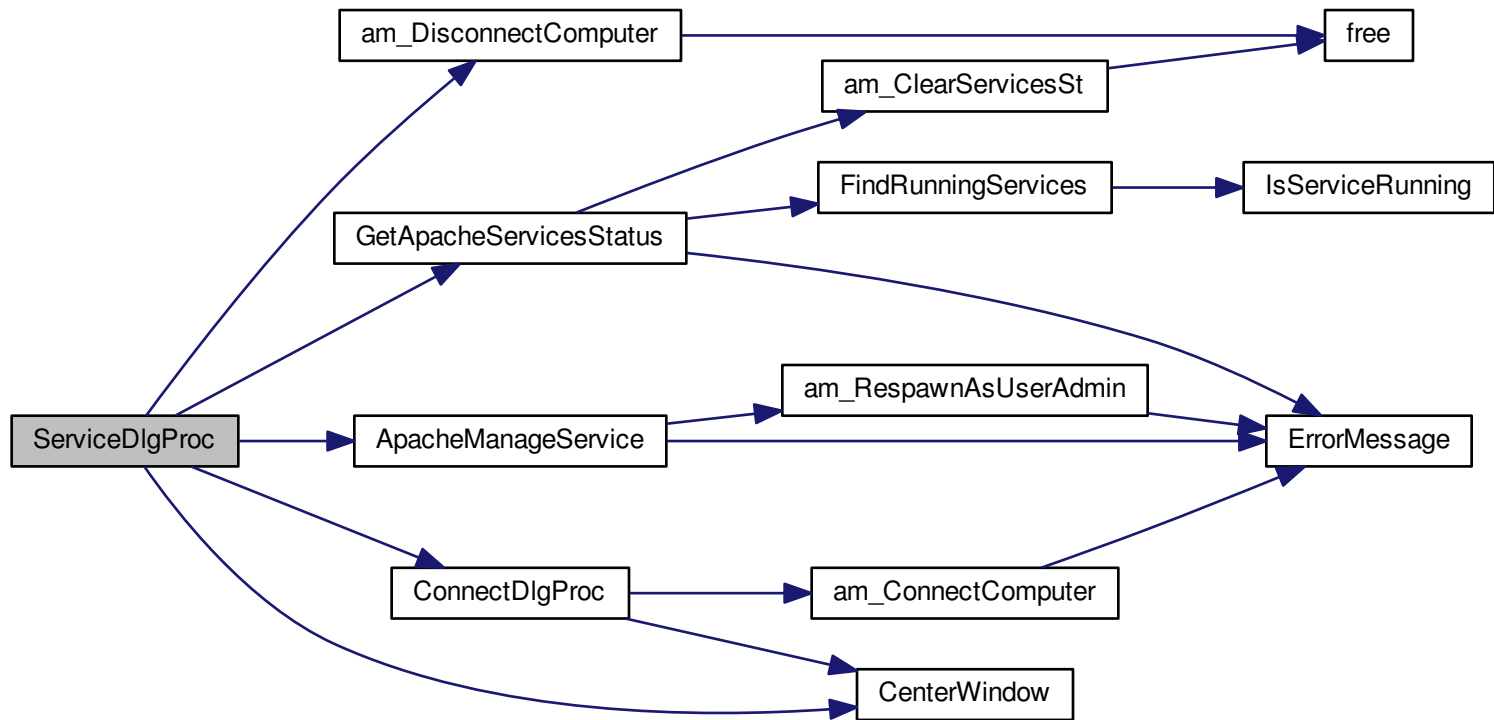 am_DisconnectComputer
free
am_ClearServicesSt
FindRunningServices
IsServiceRunning
GetApacheServicesStatus
am_RespawnAsUserAdmin
ServiceDlgProc
ApacheManageService
ErrorMessage
ConnectDlgProc
am_ConnectComputer
CenterWindow